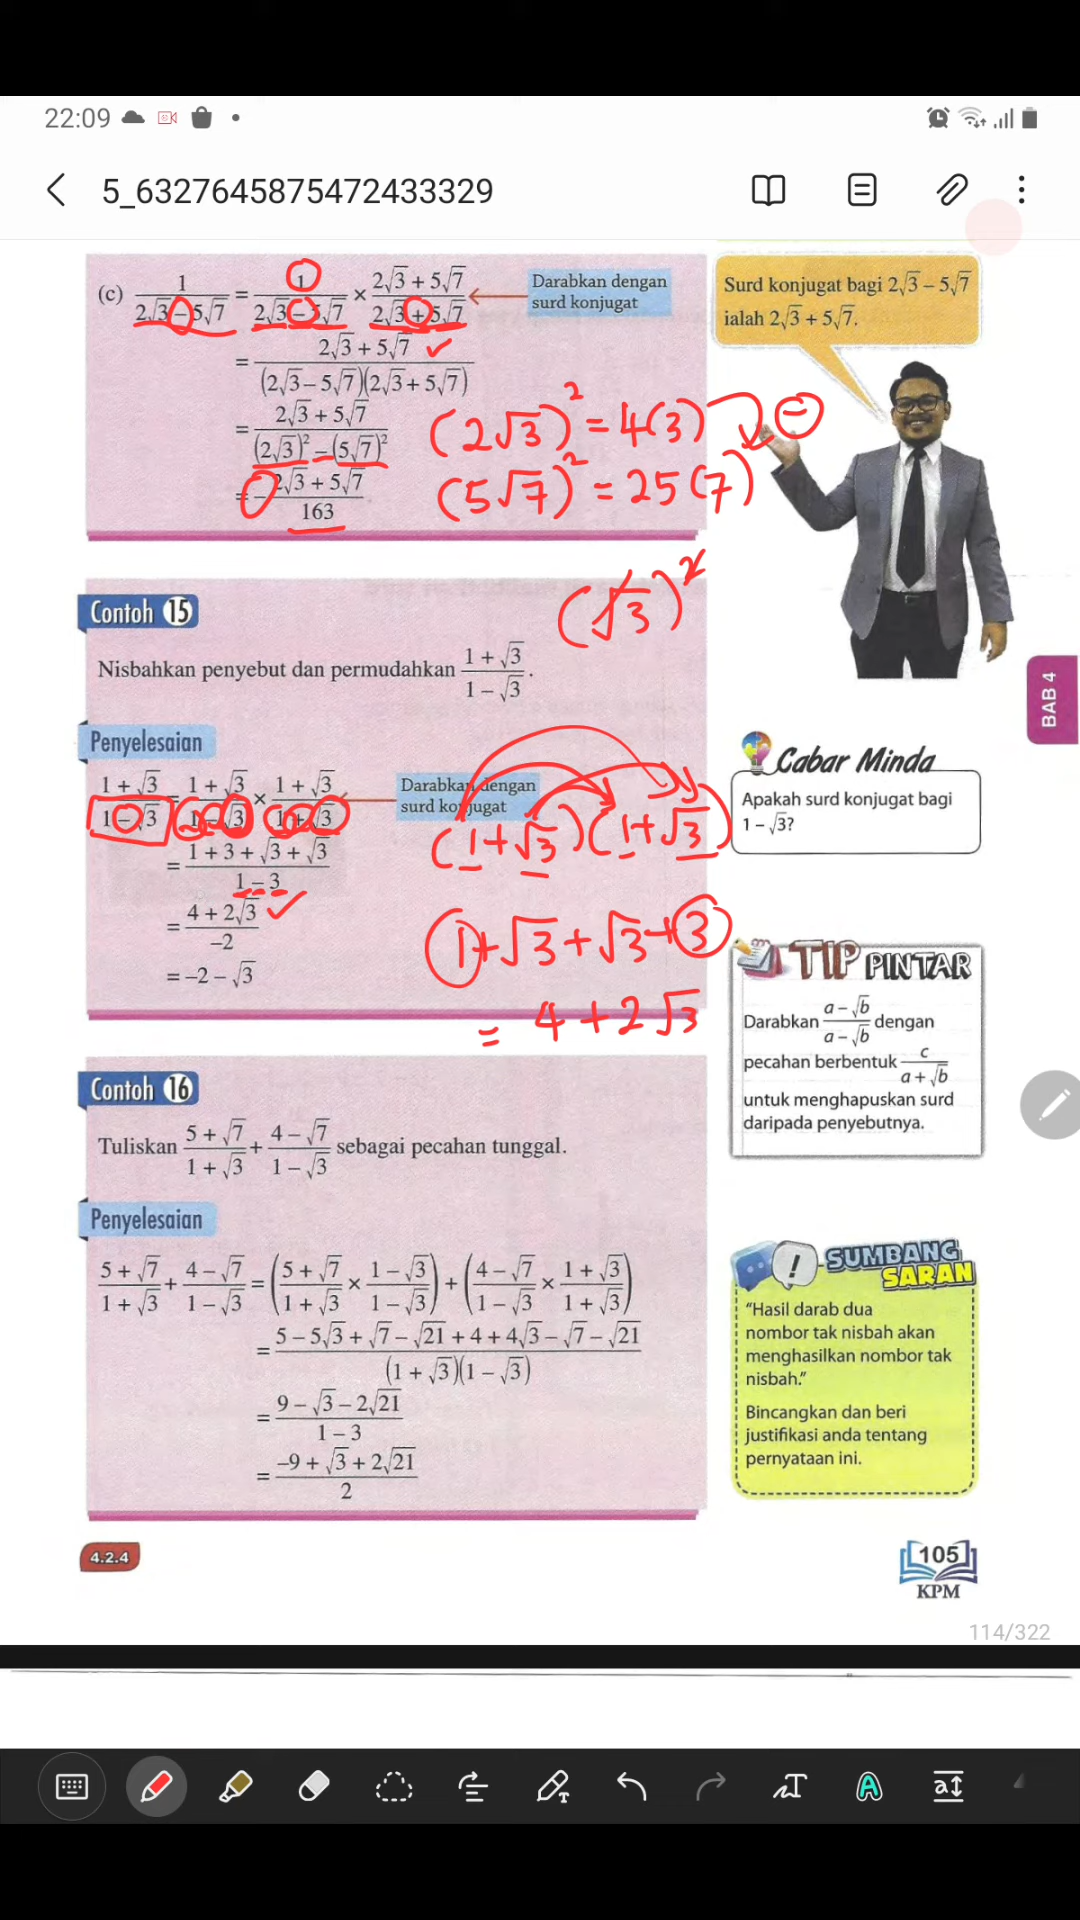 22:09
5_6327645875472433329
(c) 1/(2√3 − 5√7) = 1/(2√3 − 5√7) × (2√3 + 5√7)/(2√3 + 5√7)
Darabkan dengan
surd konjugat
= (2√3 + 5√7)/((2√3 − 5√7)(2√3 + 5√7))
= (2√3 + 5√7)/((2√3)² − (5√7)²)
= −(2√3 + 5√7)/163
(2√3)² = 4(3)
(5√7)² = 25(7)
−
(√3)²
Surd konjugat bagi 2√3 − 5√7
ialah 2√3 + 5√7.
Contoh 15
Nisbahkan penyebut dan permudahkan (1 + √3)/(1 − √3).
Penyelesaian
(1 + √3)/(1 − √3) = (1 + √3)/(1 − √3) × (1 + √3)/(1 + √3)
Darabkan dengan
surd konjugat
= (1 + 3 + √3 + √3)/(1 − 3)
= (4 + 2√3)/−2
= −2 − √3
(1+√3)(1+√3)
1+√3+√3+3
= 4+2√3
BAB 4
Cabar Minda
Apakah surd konjugat bagi
1 − √3?
TIP PINTAR
Darabkan (a − √b)/(a − √b) dengan
pecahan berbentuk c/(a + √b)
untuk menghapuskan surd
daripada penyebutnya.
Contoh 16
Tuliskan (5 + √7)/(1 + √3) + (4 − √7)/(1 − √3) sebagai pecahan tunggal.
Penyelesaian
(5 + √7)/(1 + √3) + (4 − √7)/(1 − √3) = ((5 + √7)/(1 + √3) × (1 − √3)/(1 − √3)) + ((4 − √7)/(1 − √3) × (1 + √3)/(1 + √3))
= (5 − 5√3 + √7 − √21 + 4 + 4√3 − √7 − √21)/((1 + √3)(1 − √3))
= (9 − √3 − 2√21)/(1 − 3)
= (−9 + √3 + 2√21)/2
SUMBANG
SARAN
"Hasil darab dua
nombor tak nisbah akan
menghasilkan nombor tak
nisbah."
Bincangkan dan beri
justifikasi anda tentang
pernyataan ini.
4.2.4
105
KPM
114/322